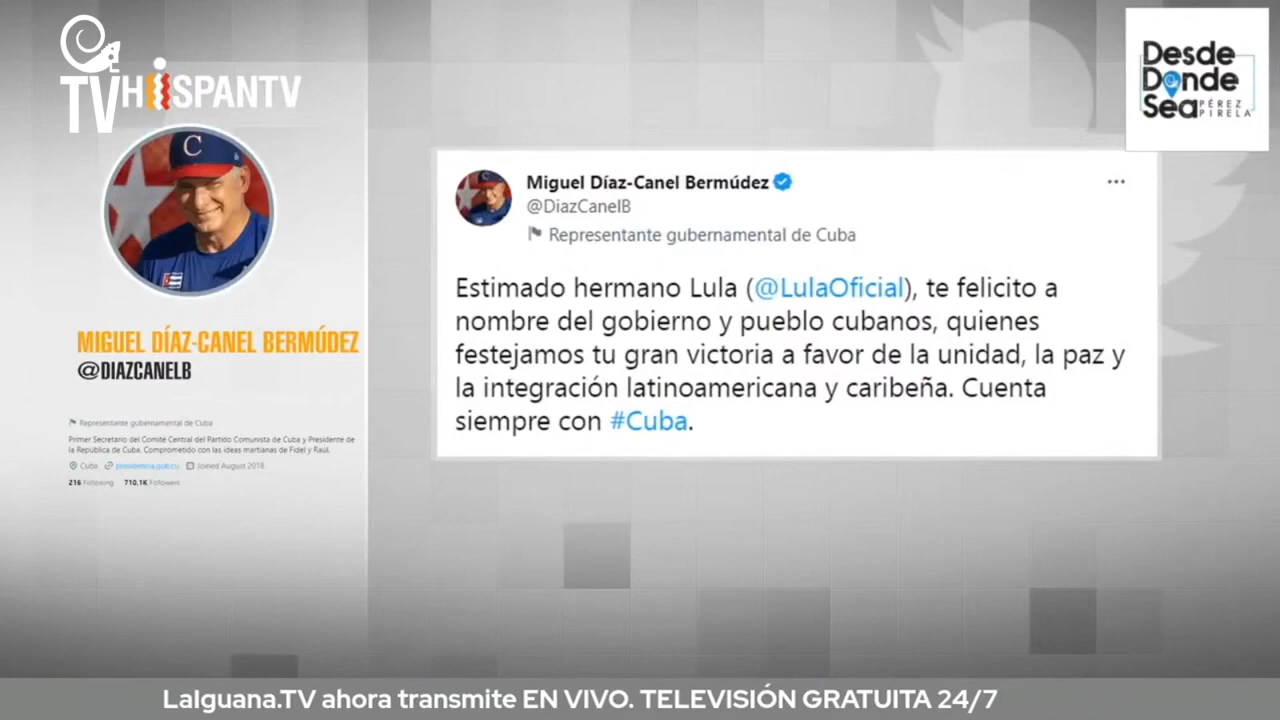 TV HISPANTV
Desde
Donde
Sea PÉREZ
PIRELA
C
Miguel Díaz-Canel Bermúdez
@DiazCanelB
Representante gubernamental de Cuba
Estimado hermano Lula (@LulaOficial), te felicito a
nombre del gobierno y pueblo cubanos, quienes
festejamos tu gran victoria a favor de la unidad, la paz y
la integración latinoamericana y caribeña. Cuenta
siempre con #Cuba.
MIGUEL DÍAZ-CANEL BERMÚDEZ
@DIAZCANELB
Representante gubernamental de Cuba
Primer Secretario del Comité Central del Partido Comunista de Cuba y Presidente de
la República de Cuba. Comprometido con las ideas martianas de Fidel y Raúl.
Cuba presidencia.gob.cu Joined August 2018
216 Following 710.1K Followers
LaIguana.TV ahora transmite EN VIVO. TELEVISIÓN GRATUITA 24/7